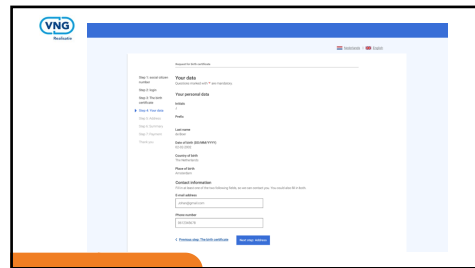 VNG
Realisatie
Nederlands | English
Request for birth certificate
Step 1: social citizen number
Step 2: login
Step 3: The birth certificate
Step 4: Your data
Step 5: Address
Step 6: Summary
Step 7: Payment
Thank you
Your data
Questions marked with (*) are mandatory
Your personal data
Initials
J
Prefix
Last name
Date of birth (DD/MM/YYYY)
Country of birth
The Netherlands
Place of birth
Amsterdam
Contact information
E-mail address
Phone number
Previous step: The birth certificate
Next step: Address